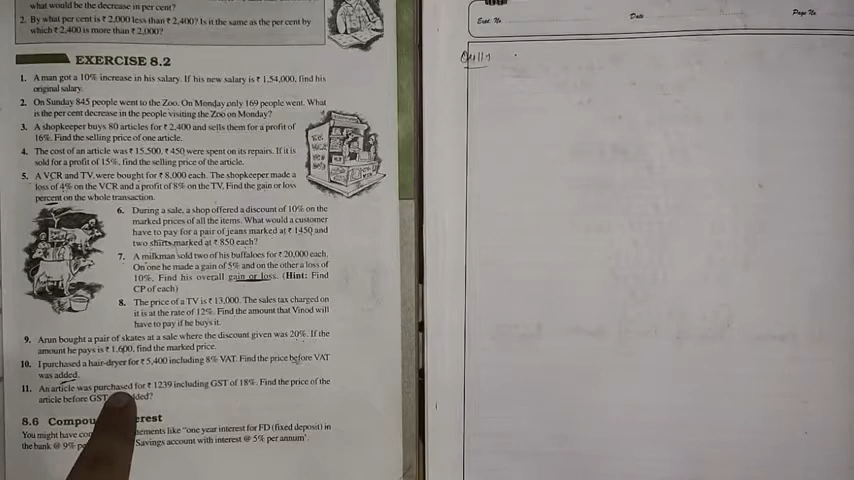 what would be the decrease in per cent?
2. By what per cent is ₹ 2,000 less than ₹ 2,400? Is it the same as the per cent by
which ₹ 2,400 is more than ₹ 2,000?
EXERCISE 8.2
1. A man got a 10% increase in his salary. If his new salary is ₹ 1,54,000, find his
original salary.
2. On Sunday 845 people went to the Zoo. On Monday only 169 people went. What
is the per cent decrease in the people visiting the Zoo on Monday?
3. A shopkeeper buys 80 articles for ₹ 2,400 and sells them for a profit of
16%. Find the selling price of one article.
4. The cost of an article was ₹ 15,500. ₹ 450 were spent on its repairs. If it is
sold for a profit of 15%, find the selling price of the article.
5. A VCR and TV were bought for ₹ 8,000 each. The shopkeeper made a
loss of 4% on the VCR and a profit of 8% on the TV. Find the gain or loss
percent on the whole transaction.
6. During a sale, a shop offered a discount of 10% on the
marked prices of all the items. What would a customer
have to pay for a pair of jeans marked at ₹ 1450 and
two shirts marked at ₹ 850 each?
7. A milkman sold two of his buffaloes for ₹ 20,000 each.
On one he made a gain of 5% and on the other a loss of
10%. Find his overall gain or loss. (Hint: Find
CP of each)
8. The price of a TV is ₹ 13,000. The sales tax charged on
it is at the rate of 12%. Find the amount that Vinod will
have to pay if he buys it.
9. Arun bought a pair of skates at a sale where the discount given was 20%. If the
amount he pays is ₹ 1,600, find the marked price.
10. I purchased a hair-dryer for ₹ 5,400 including 8% VAT. Find the price before VAT
was added.
11. An article was purchased for ₹ 1239 including GST of 18%. Find the price of the
article before GST dded?
8.6 Compou erest
You might have co ements like "one year interest for FD (fixed deposit) in
the bank @ 9% pe 'Savings account with interest @ 5% per annum'.
Expt. No.
Date
Page No.